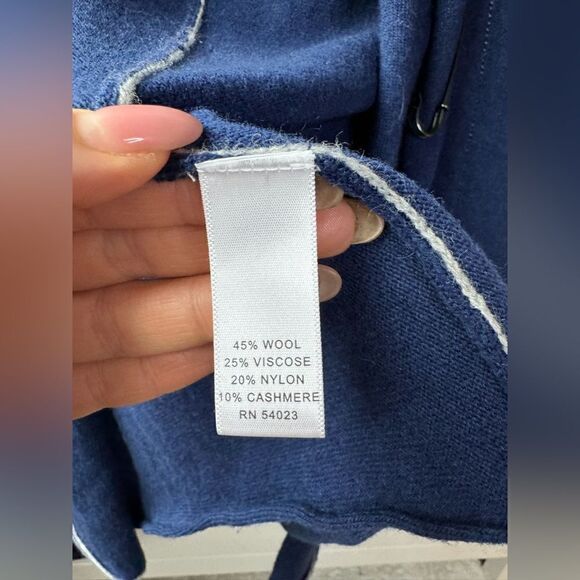 45% WOOL
25% VISCOSE
20% NYLON
10% CASHMERE
RN 54023